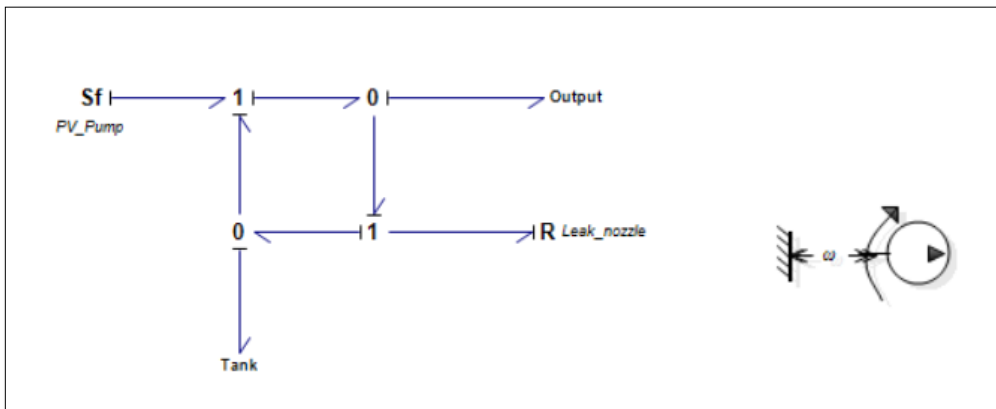 Sf 1 0 Output
PV_Pump
0 1 R Leak_nozzle
ω
Tank